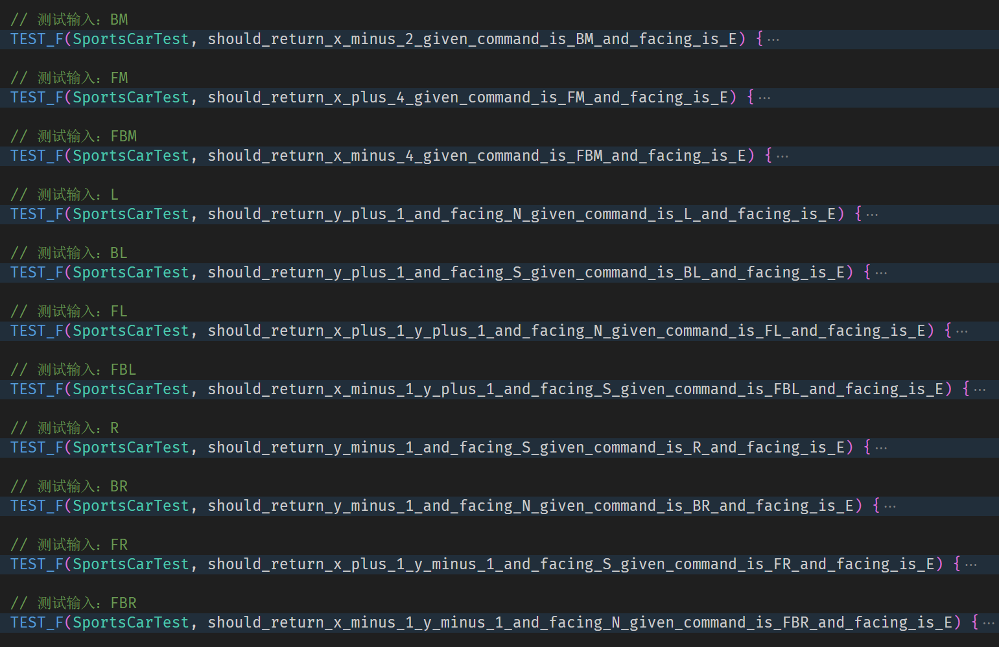 // 测试输入：BM
TEST_F(SportsCarTest, should_return_x_minus_2_given_command_is_BM_and_facing_is_E) {…
// 测试输入：FM
TEST_F(SportsCarTest, should_return_x_plus_4_given_command_is_FM_and_facing_is_E) {…
// 测试输入：FBM
TEST_F(SportsCarTest, should_return_x_minus_4_given_command_is_FBM_and_facing_is_E) {…
// 测试输入：L
TEST_F(SportsCarTest, should_return_y_plus_1_and_facing_N_given_command_is_L_and_facing_is_E) {…
// 测试输入：BL
TEST_F(SportsCarTest, should_return_y_plus_1_and_facing_S_given_command_is_BL_and_facing_is_E) {…
// 测试输入：FL
TEST_F(SportsCarTest, should_return_x_plus_1_y_plus_1_and_facing_N_given_command_is_FL_and_facing_is_E) {…
// 测试输入：FBL
TEST_F(SportsCarTest, should_return_x_minus_1_y_plus_1_and_facing_S_given_command_is_FBL_and_facing_is_E) {…
// 测试输入：R
TEST_F(SportsCarTest, should_return_y_minus_1_and_facing_S_given_command_is_R_and_facing_is_E) {…
// 测试输入：BR
TEST_F(SportsCarTest, should_return_y_minus_1_and_facing_N_given_command_is_BR_and_facing_is_E) {…
// 测试输入：FR
TEST_F(SportsCarTest, should_return_x_plus_1_y_minus_1_and_facing_S_given_command_is_FR_and_facing_is_E) {…
// 测试输入：FBR
TEST_F(SportsCarTest, should_return_x_minus_1_y_minus_1_and_facing_N_given_command_is_FBR_and_facing_is_E) {…